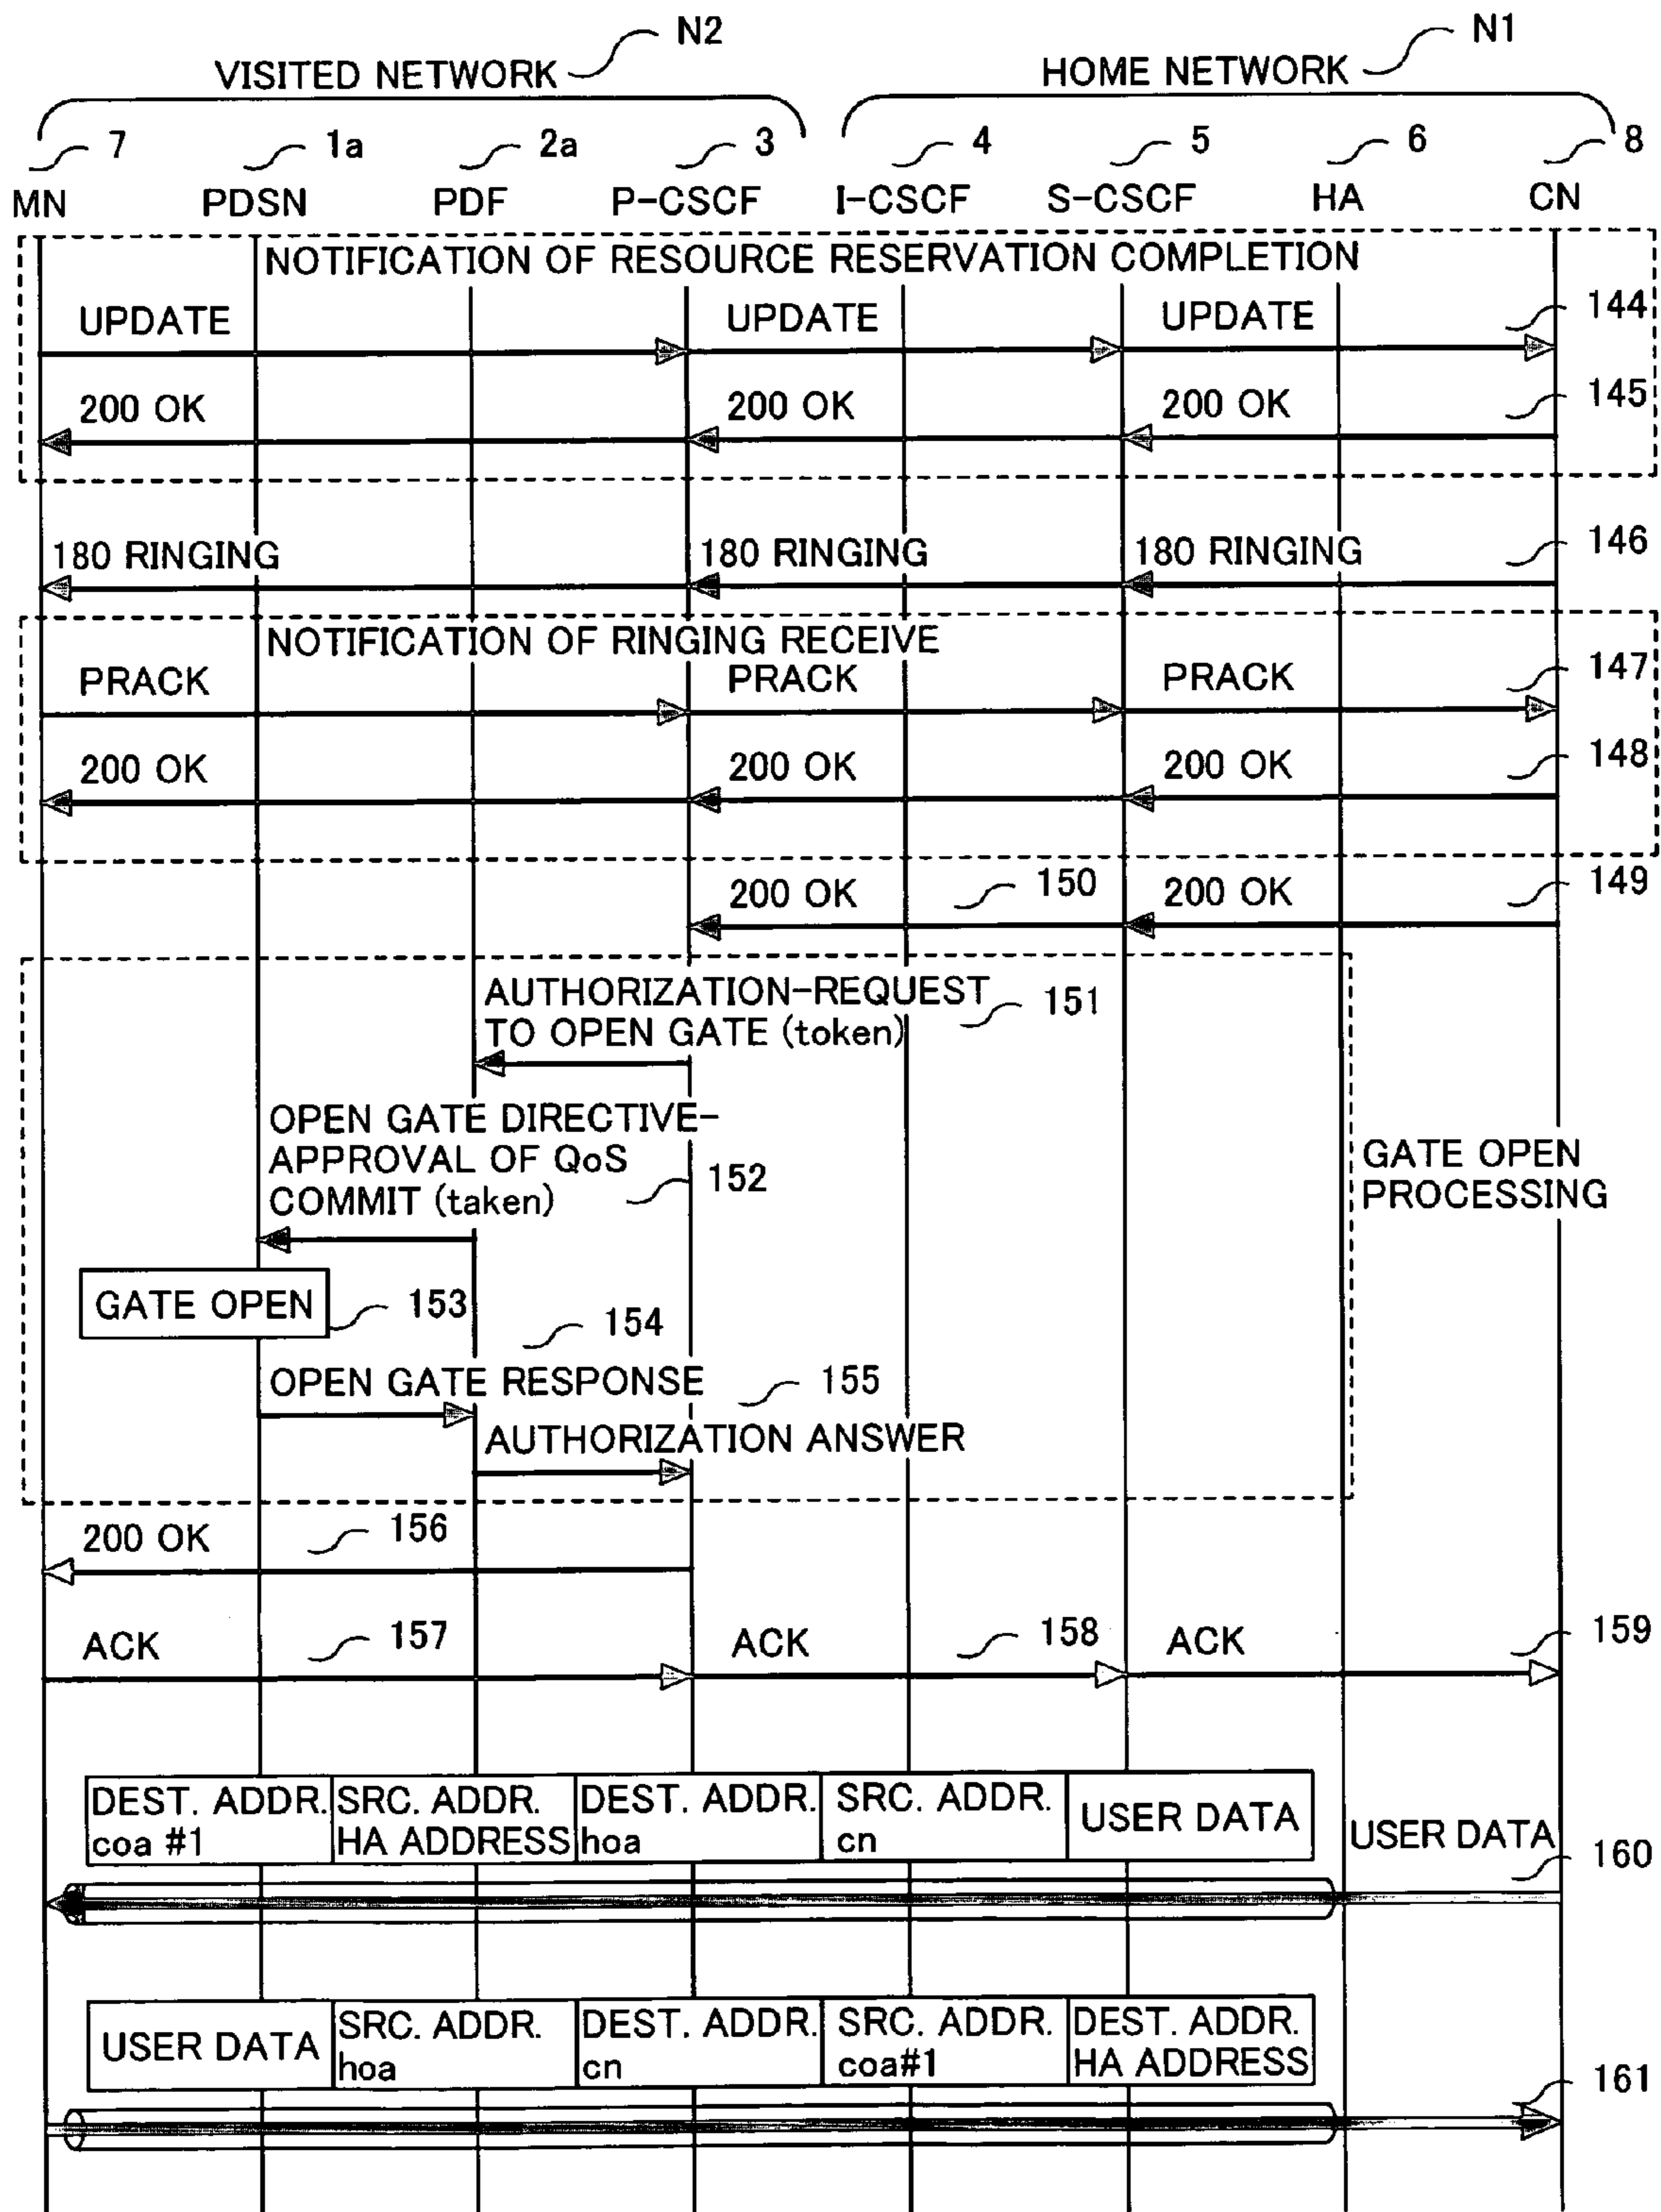 N2
N1
VISITED NETWORK
HOME NETWORK
7
1a
2a
3
4
5
6
8
MN
PDSN
PDF
P-CSCF
I-CSCF
S-CSCF
HA
CN
NOTIFICATION OF RESOURCE RESERVATION COMPLETION
UPDATE
UPDATE
UPDATE
144
200 OK
200 OK
200 OK
145
180 RINGING
180 RINGING
180 RINGING
146
NOTIFICATION OF RINGING RECEIVE
PRACK
PRACK
PRACK
147
200 OK
200 OK
200 OK
148
200 OK
150
200 OK
149
AUTHORIZATION-REQUEST
TO OPEN GATE (token)
151
OPEN GATE DIRECTIVE-
APPROVAL OF QoS
COMMIT (taken)
152
GATE OPEN
PROCESSING
GATE OPEN
153
154
OPEN GATE RESPONSE
155
AUTHORIZATION ANSWER
200 OK
156
ACK
157
ACK
158
ACK
159
DEST. ADDR.
coa #1
SRC. ADDR.
HA ADDRESS
DEST. ADDR.
hoa
SRC. ADDR.
cn
USER DATA
USER DATA
160
USER DATA
SRC. ADDR.
hoa
DEST. ADDR.
cn
SRC. ADDR.
coa#1
DEST. ADDR.
HA ADDRESS
161